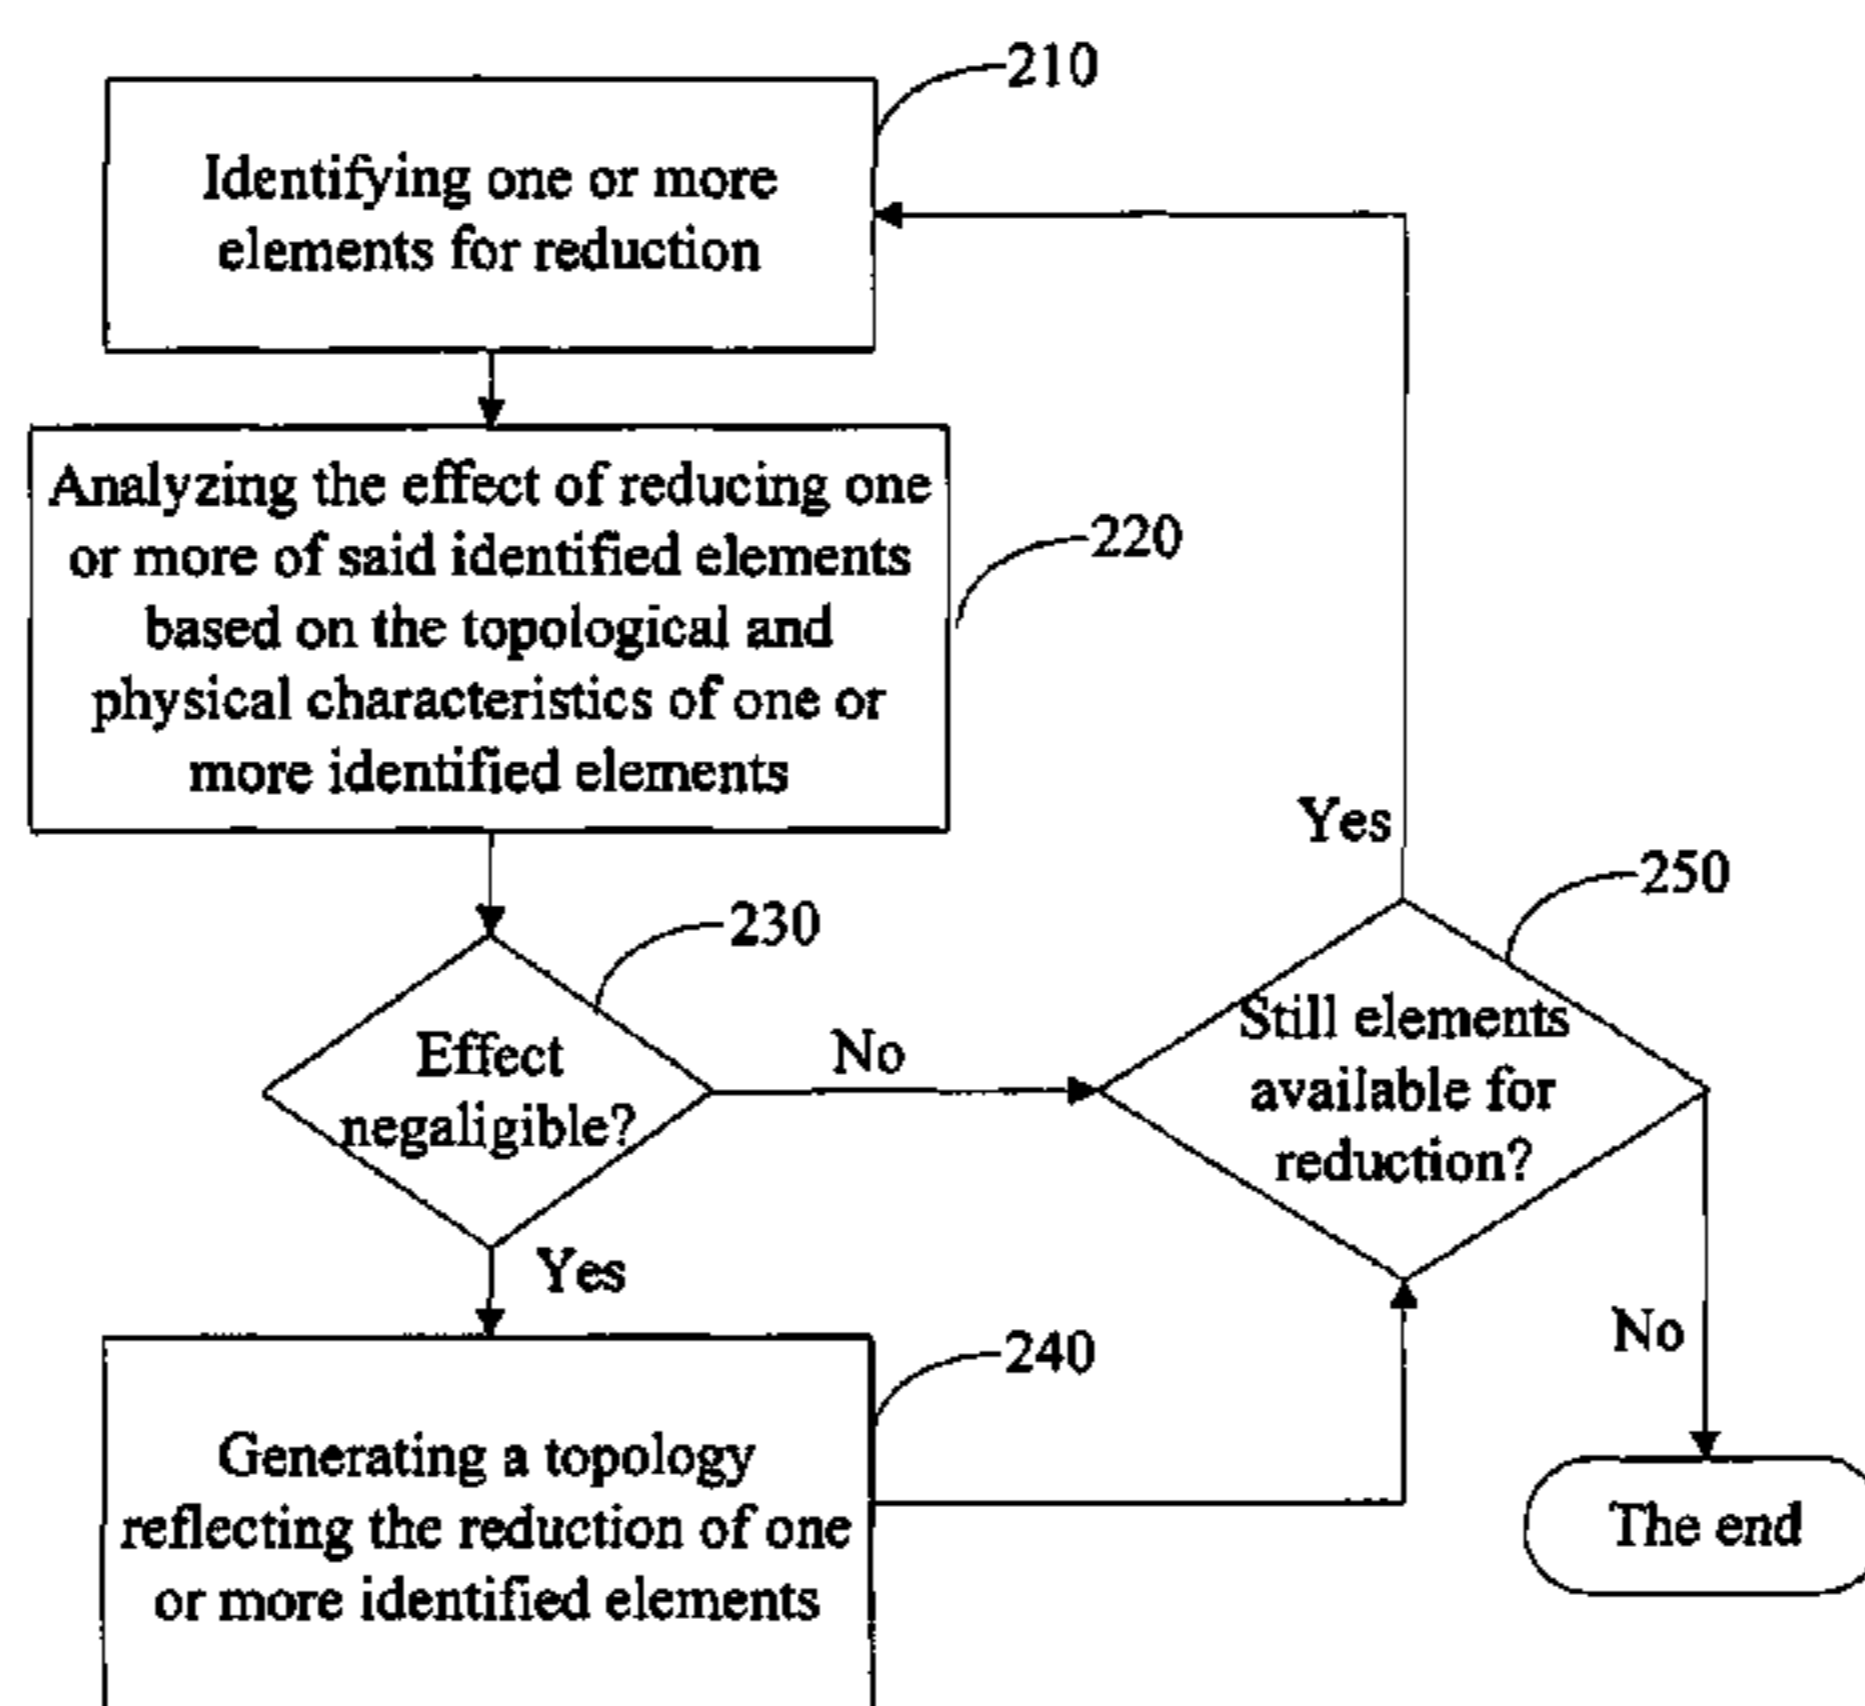 210
Identifying one or more
elements for reduction
Analyzing the effect of reducing one
or more of said identified elements
based on the topological and
physical characteristics of one or
more identified elements
220
Yes
250
230
Effect
negaligible?
No
Still elements
available for
reduction?
Yes
No
240
Generating a topology
reflecting the reduction of one
or more identified elements
The end